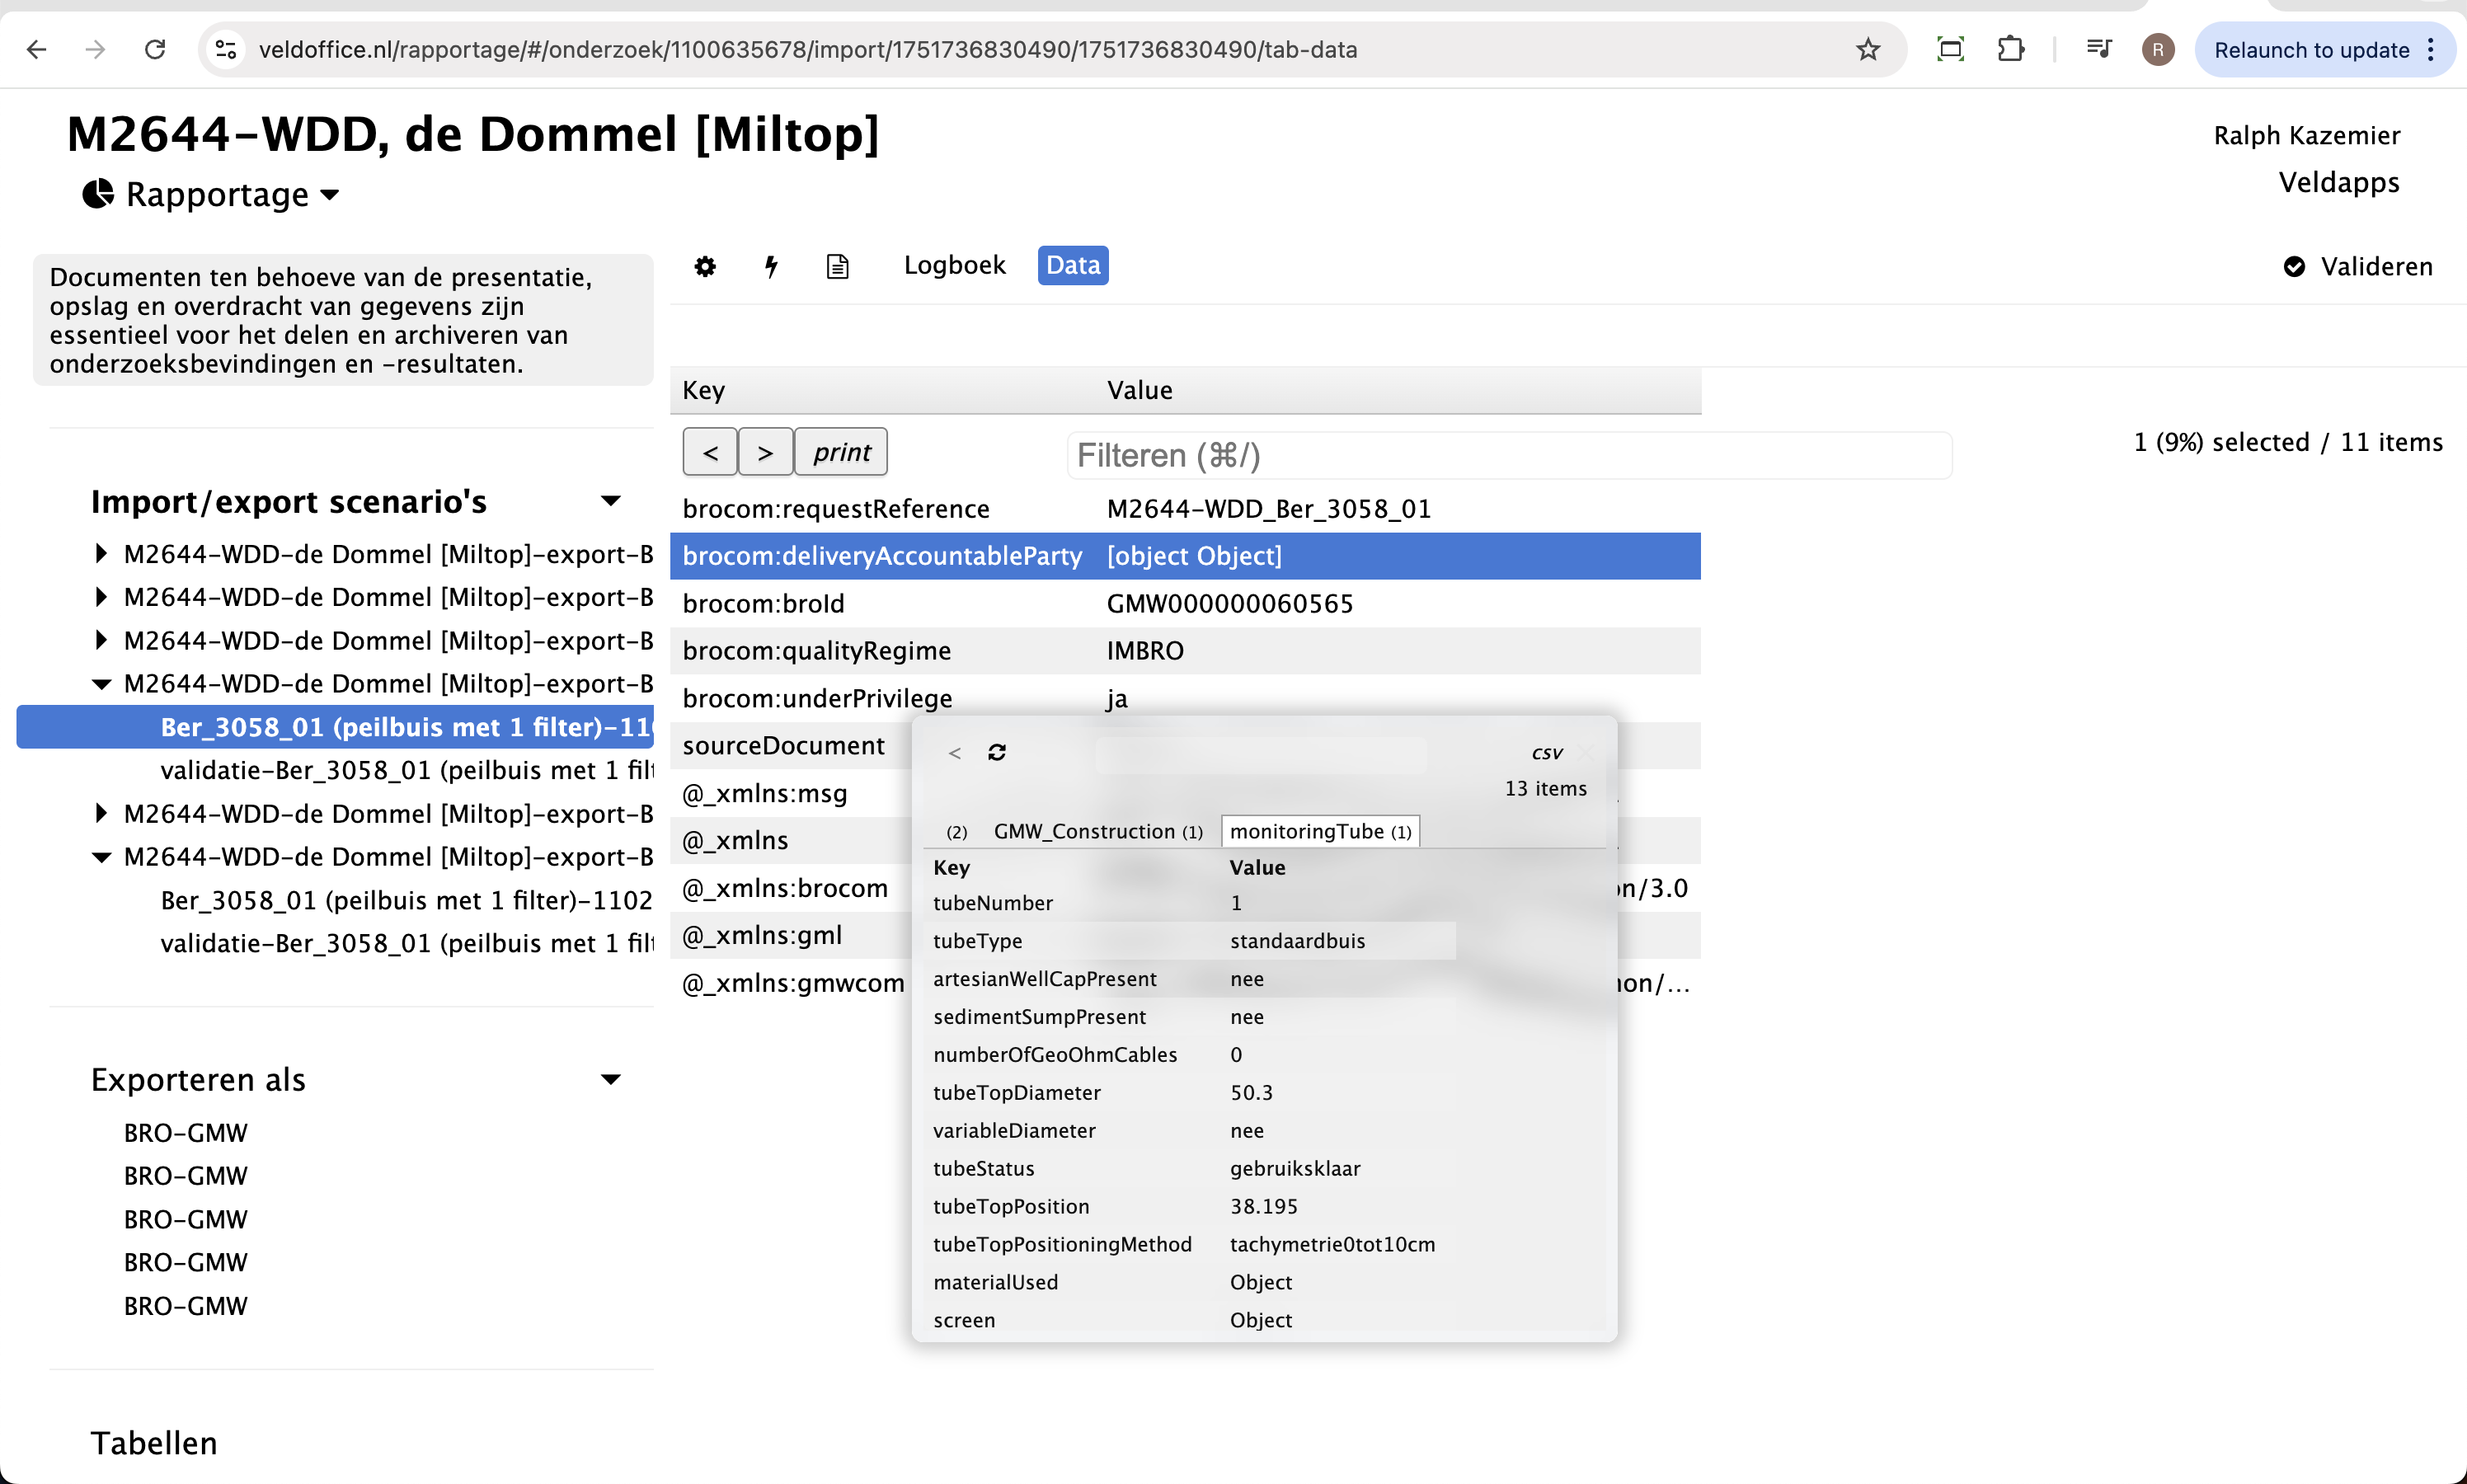 veldoffice.nl/rapportage/#/onderzoek/1100635678/import/1751736830490/1751736830490/tab-data
R
Relaunch to update
M2644-WDD, de Dommel [Miltop]
Ralph Kazemier
Rapportage
Veldapps
Documenten ten behoeve van de presentatie,
opslag en overdracht van gegevens zijn
essentieel voor het delen en archiveren van
onderzoeksbevindingen en -resultaten.
Logboek
Data
Valideren
Import/export scenario's
M2644-WDD-de Dommel [Miltop]-export-B
M2644-WDD-de Dommel [Miltop]-export-B
M2644-WDD-de Dommel [Miltop]-export-B
M2644-WDD-de Dommel [Miltop]-export-B
Ber_3058_01 (peilbuis met 1 filter)-110
validatie-Ber_3058_01 (peilbuis met 1 filt
M2644-WDD-de Dommel [Miltop]-export-B
M2644-WDD-de Dommel [Miltop]-export-B
Ber_3058_01 (peilbuis met 1 filter)-1102
validatie-Ber_3058_01 (peilbuis met 1 filt
Exporteren als
BRO-GMW
BRO-GMW
BRO-GMW
BRO-GMW
BRO-GMW
Tabellen
Key Value
< > print Filteren (⌘/) 1 (9%) selected / 11 items
brocom:requestReference M2644-WDD_Ber_3058_01
brocom:deliveryAccountableParty [object Object]
brocom:broId GMW000000060565
brocom:qualityRegime IMBRO
brocom:underPrivilege ja
sourceDocument
@_xmlns:msg
@_xmlns
@_xmlns:brocom on/3.0
@_xmlns:gml
@_xmlns:gmwcom non/...
< csv
13 items
(2) GMW_Construction (1) monitoringTube (1)
Key Value
tubeNumber 1
tubeType standaardbuis
artesianWellCapPresent nee
sedimentSumpPresent nee
numberOfGeoOhmCables 0
tubeTopDiameter 50.3
variableDiameter nee
tubeStatus gebruiksklaar
tubeTopPosition 38.195
tubeTopPositioningMethod tachymetrie0tot10cm
materialUsed Object
screen Object